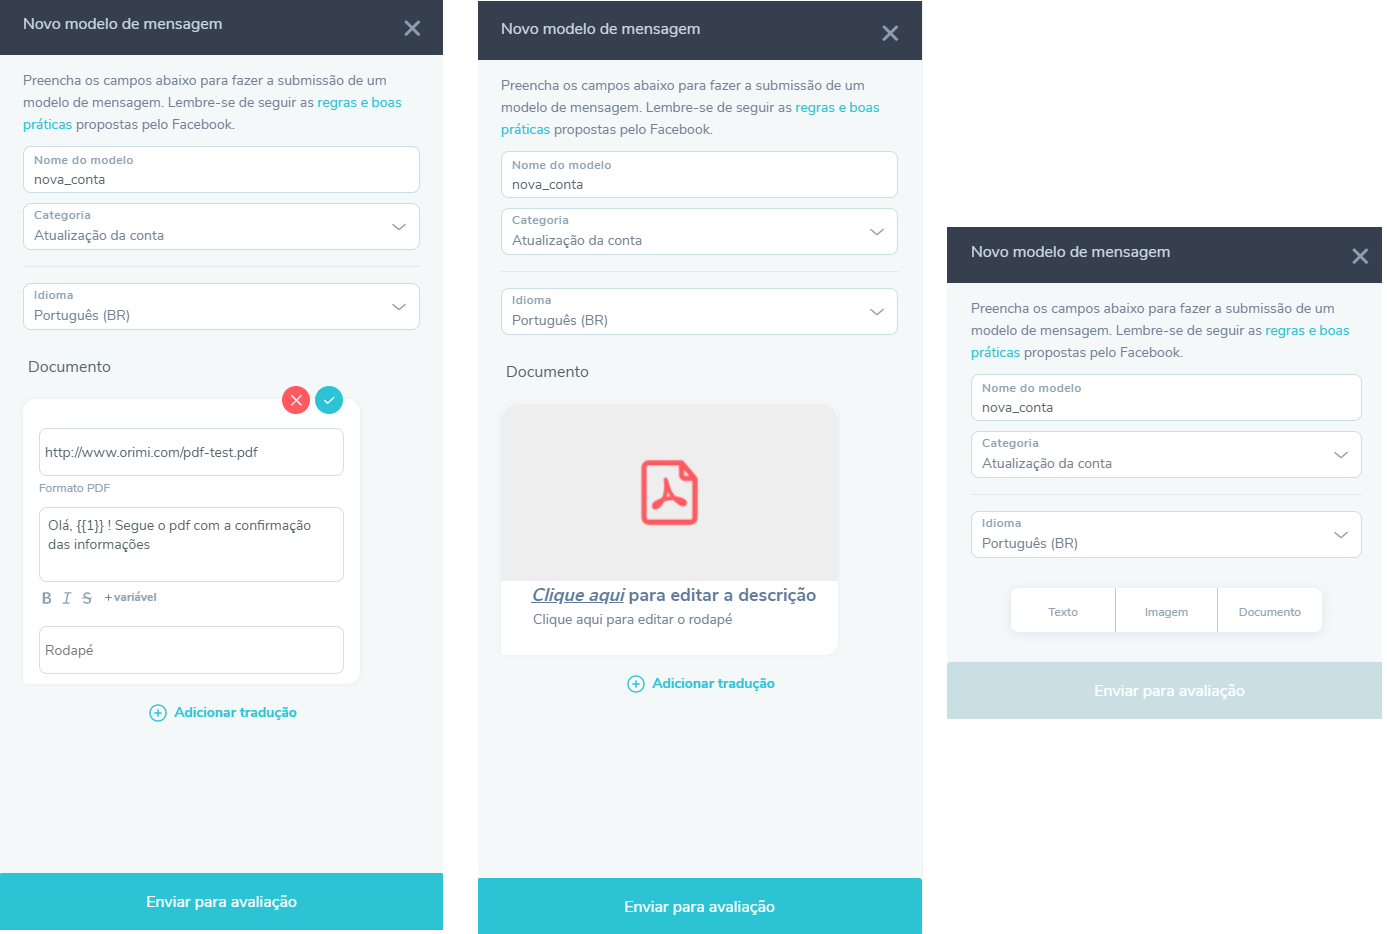 Novo modelo de mensagem
Preencha os campos abaixo para fazer a submissão de um
modelo de mensagem. Lembre-se de seguir as regras e boas
práticas propostas pelo Facebook.
Nome do modelo
nova_conta
Categoria
Atualização da conta
Idioma
Português (BR)
Documento
http://www.orimi.com/pdf-test.pdf
Formato PDF
Olá, {{1}} ! Segue o pdf com a confirmação
das informações
B I S +variável
Rodapé
Adicionar tradução
Enviar para avaliação
Novo modelo de mensagem
Preencha os campos abaixo para fazer a submissão de um
modelo de mensagem. Lembre-se de seguir as regras e boas
práticas propostas pelo Facebook.
Nome do modelo
nova_conta
Categoria
Atualização da conta
Idioma
Português (BR)
Documento
Clique aqui para editar a descrição
Clique aqui para editar o rodapé
Adicionar tradução
Enviar para avaliação
Novo modelo de mensagem
Preencha os campos abaixo para fazer a submissão de um
modelo de mensagem. Lembre-se de seguir as regras e boas
práticas propostas pelo Facebook.
Nome do modelo
nova_conta
Categoria
Atualização da conta
Idioma
Português (BR)
Texto Imagem Documento
Enviar para avaliação